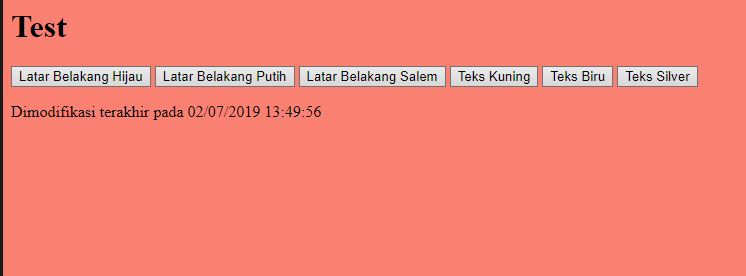 Test
Latar Belakang Hijau Latar Belakang Putih Latar Belakang Salem Teks Kuning Teks Biru Teks Silver
Dimodifikasi terakhir pada 02/07/2019 13:49:56